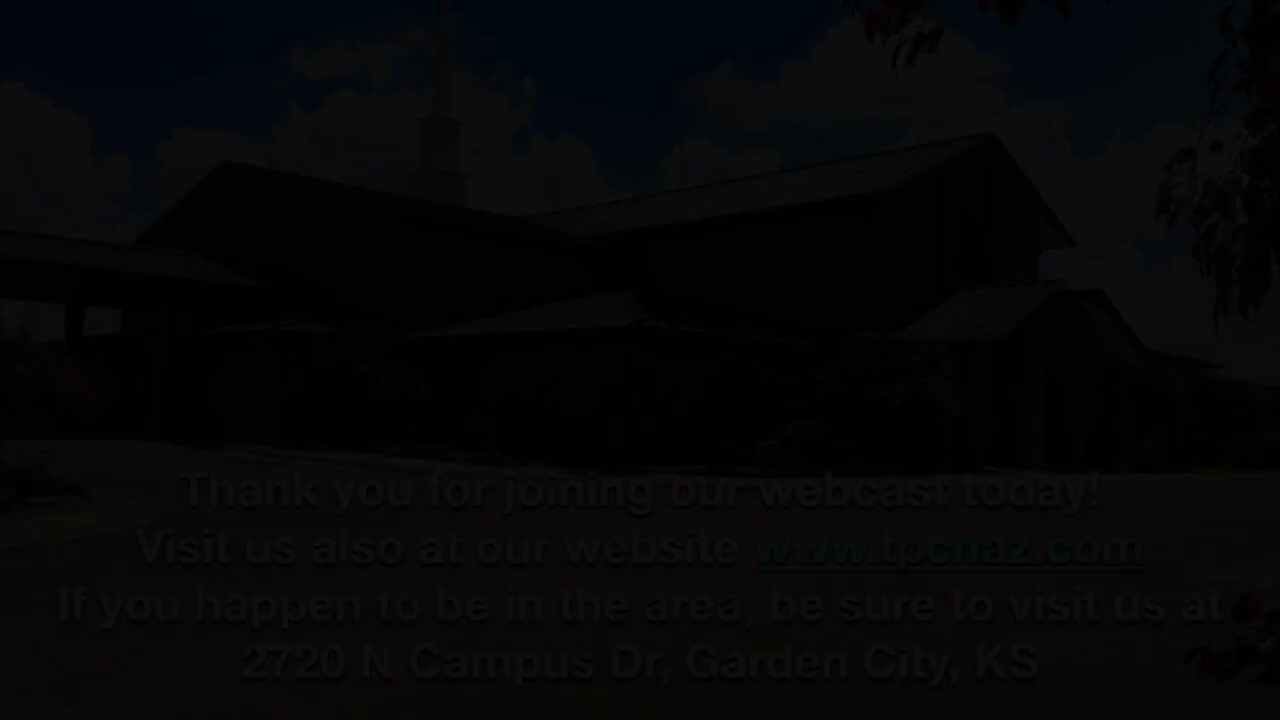 Thank you for joining our webcast today!
Visit us also at our website www.tpcnaz.com
If you happen to be in the area, be sure to visit us at
2720 N Campus Dr, Garden City, KS